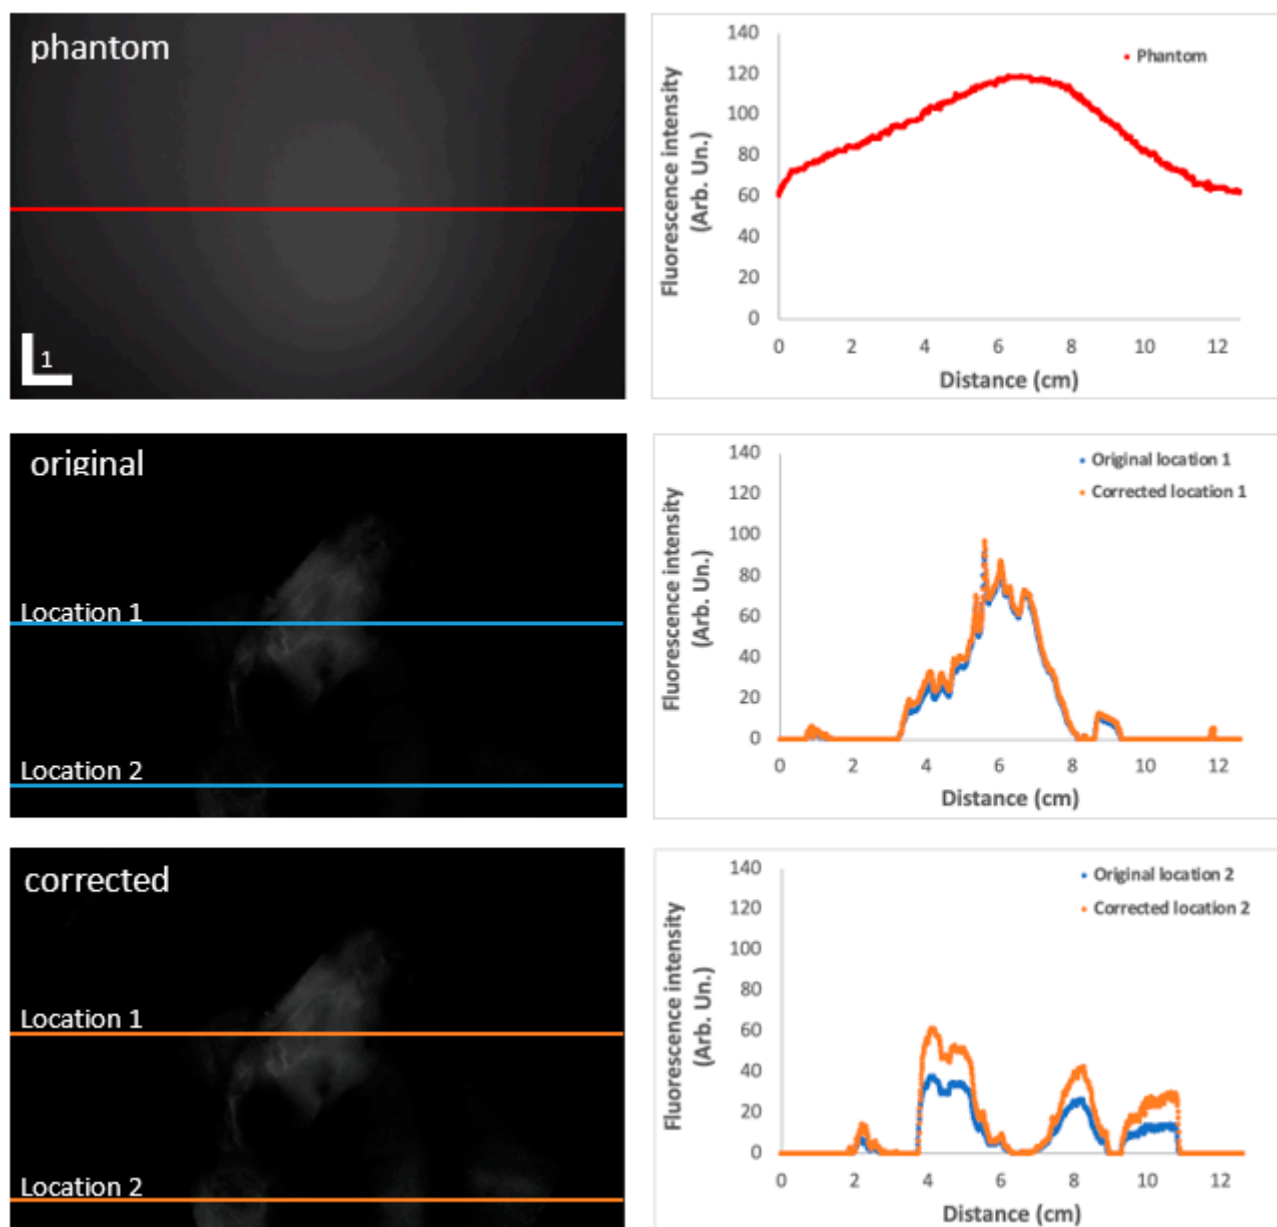 phantom
1
Fluorescence intensity
(Arb. Un.)
140
120
100
80
60
40
20
0
0 2 4 6 8 10 12
Distance (cm)
Phantom
original
Location 1
Location 2
Fluorescence intensity
(Arb. Un.)
140
120
100
80
60
40
20
0
0 2 4 6 8 10 12
Distance (cm)
Original location 1
Corrected location 1
corrected
Location 1
Location 2
Fluorescence intensity
(Arb. Un.)
140
120
100
80
60
40
20
0
0 2 4 6 8 10 12
Distance (cm)
Original location 2
Corrected location 2